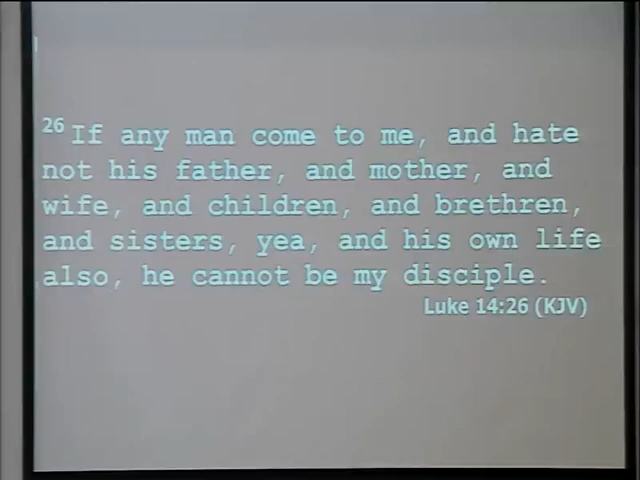 26 If any man come to me, and hate
not his father, and mother, and
wife, and children, and brethren,
and sisters, yea, and his own life
also, he cannot be my disciple.
Luke 14:26 (KJV)